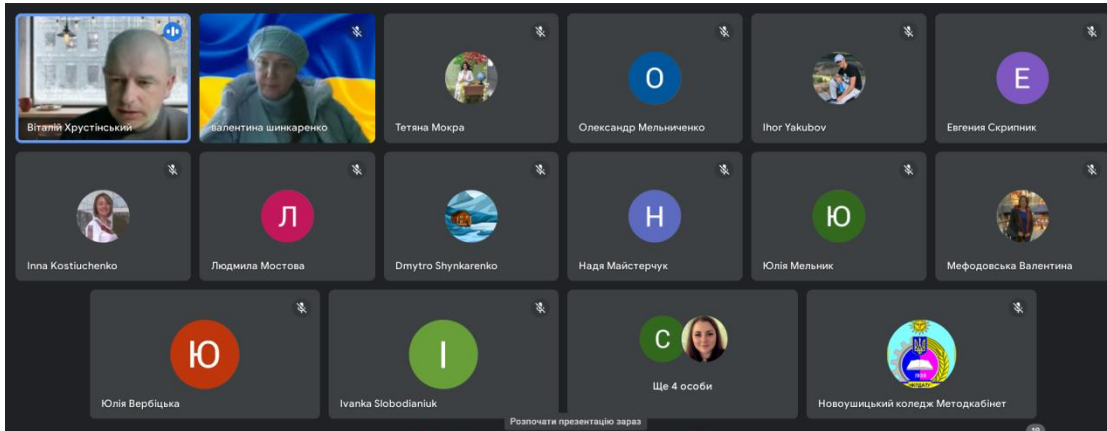 Віталій Хрустінський
валентина шинкаренко
Тетяна Мокра
О
Олександр Мельниченко
Ihor Yakubov
Е
Евгения Скрипник
Inna Kostiuchenko
Л
Людмила Мостова
Dmytro Shynkarenko
Н
Надя Майстерчук
Ю
Юлія Мельник
Мефодовська Валентина
Ю
Юлія Вербіцька
I
Ivanka Slobodianiuk
С
Ще 4 особи
Новоушицький коледж Методкабінет
Розпочати презентацію зараз